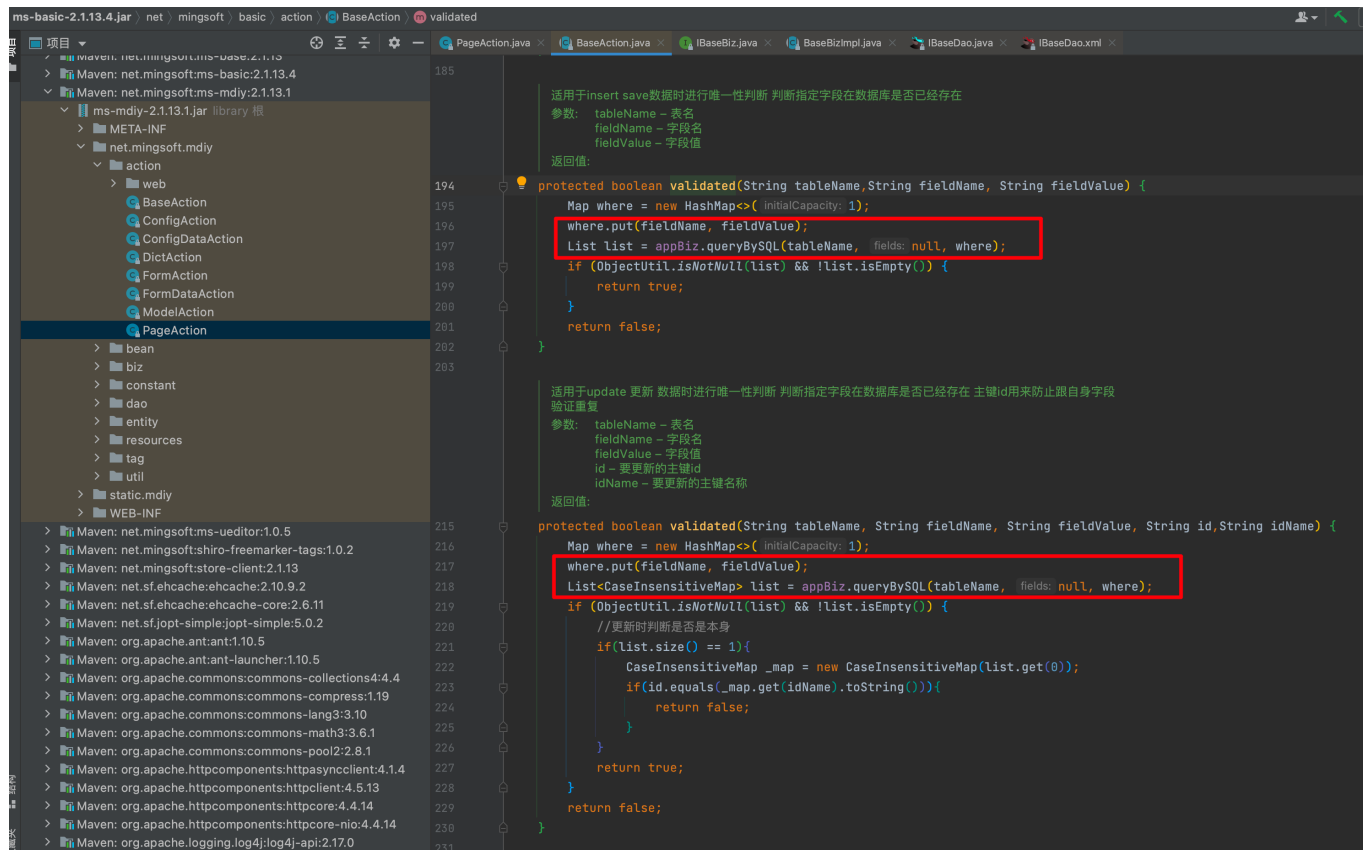 ms-basic-2.1.13.4.jar 〉 net 〉 mingsoft 〉 basic 〉 action 〉 BaseAction 〉 validated
项目
PageAction.java
BaseAction.java
IBaseBiz.java
BaseBizImpl.java
IBaseDao.java
IBaseDao.xml
Maven: net.mingsoft:ms-base:2.1.13
Maven: net.mingsoft:ms-basic:2.1.13.4
Maven: net.mingsoft:ms-mdiy:2.1.13.1
ms-mdiy-2.1.13.1.jar library 根
META-INF
net.mingsoft.mdiy
action
web
BaseAction
ConfigAction
ConfigDataAction
DictAction
FormAction
FormDataAction
ModelAction
PageAction
bean
biz
constant
dao
entity
resources
tag
util
static.mdiy
WEB-INF
Maven: net.mingsoft:ms-ueditor:1.0.5
Maven: net.mingsoft:shiro-freemarker-tags:1.0.2
Maven: net.mingsoft:store-client:2.1.13
Maven: net.sf.ehcache:ehcache:2.10.9.2
Maven: net.sf.ehcache:ehcache-core:2.6.11
Maven: net.sf.jopt-simple:jopt-simple:5.0.2
Maven: org.apache.ant:ant:1.10.5
Maven: org.apache.ant:ant-launcher:1.10.5
Maven: org.apache.commons:commons-collections4:4.4
Maven: org.apache.commons:commons-compress:1.19
Maven: org.apache.commons:commons-lang3:3.10
Maven: org.apache.commons:commons-math3:3.6.1
Maven: org.apache.commons:commons-pool2:2.8.1
Maven: org.apache.httpcomponents:httpasyncclient:4.1.4
Maven: org.apache.httpcomponents:httpclient:4.5.13
Maven: org.apache.httpcomponents:httpcore:4.4.14
Maven: org.apache.httpcomponents:httpcore-nio:4.4.14
Maven: org.apache.logging.log4j:log4j-api:2.17.0
结构
185
适用于insert save数据时进行唯一性判断 判断指定字段在数据库是否已经存在
参数: tableName – 表名
fieldName – 字段名
fieldValue – 字段值
返回值:
194 protected boolean validated(String tableName,String fieldName, String fieldValue) {
195 Map where = new HashMap<>( initialCapacity: 1);
196 where.put(fieldName, fieldValue);
197 List list = appBiz.queryBySQL(tableName, fields: null, where);
198 if (ObjectUtil.isNotNull(list) && !list.isEmpty()) {
199 return true;
200 }
201 return false;
202 }
203
适用于update 更新 数据时进行唯一性判断 判断指定字段在数据库是否已经存在 主键id用来防止跟自身字段
验证重复
参数: tableName – 表名
fieldName – 字段名
fieldValue – 字段值
id – 要更新的主键id
idName – 要更新的主键名称
返回值:
215 protected boolean validated(String tableName, String fieldName, String fieldValue, String id,String idName) {
216 Map where = new HashMap<>( initialCapacity: 1);
217 where.put(fieldName, fieldValue);
218 List<CaseInsensitiveMap> list = appBiz.queryBySQL(tableName, fields: null, where);
219 if (ObjectUtil.isNotNull(list) && !list.isEmpty()) {
220 //更新时判断是否是本身
221 if(list.size() == 1){
222 CaseInsensitiveMap _map = new CaseInsensitiveMap(list.get(0));
223 if(id.equals(_map.get(idName).toString())){
224 return false;
225 }
226 }
227 return true;
228 }
229 return false;
230 }
231